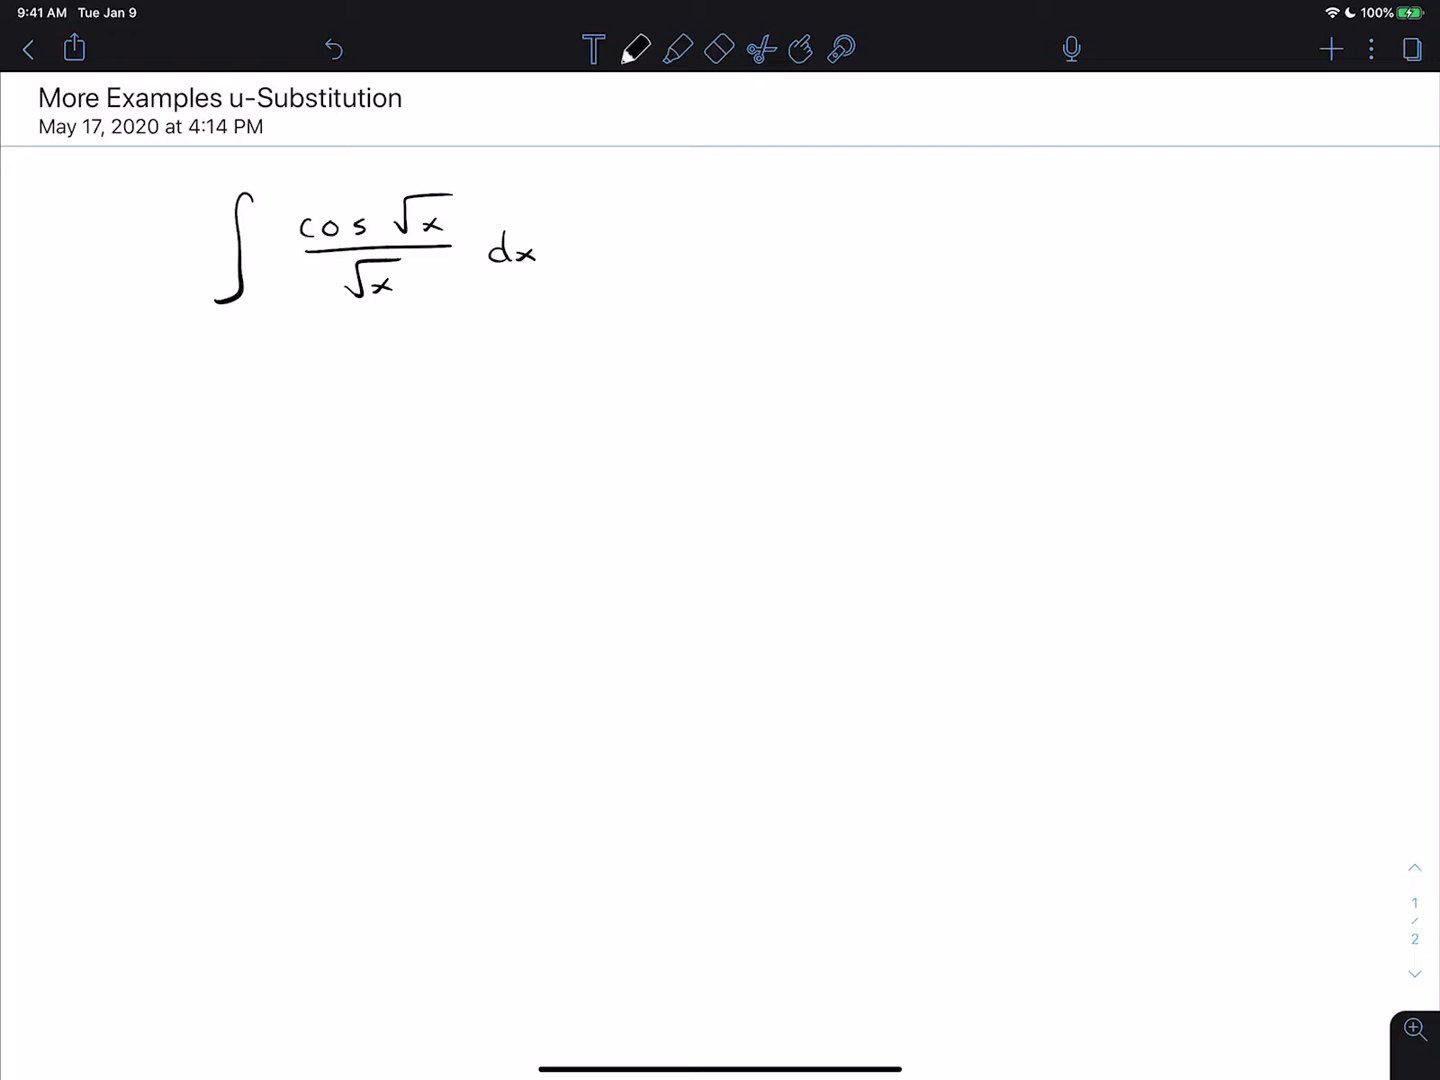 9:41 AM Tue Jan 9 100%
More Examples u-Substitution
May 17, 2020 at 4:14 PM
∫ cos √x / √x dx
1
/
2